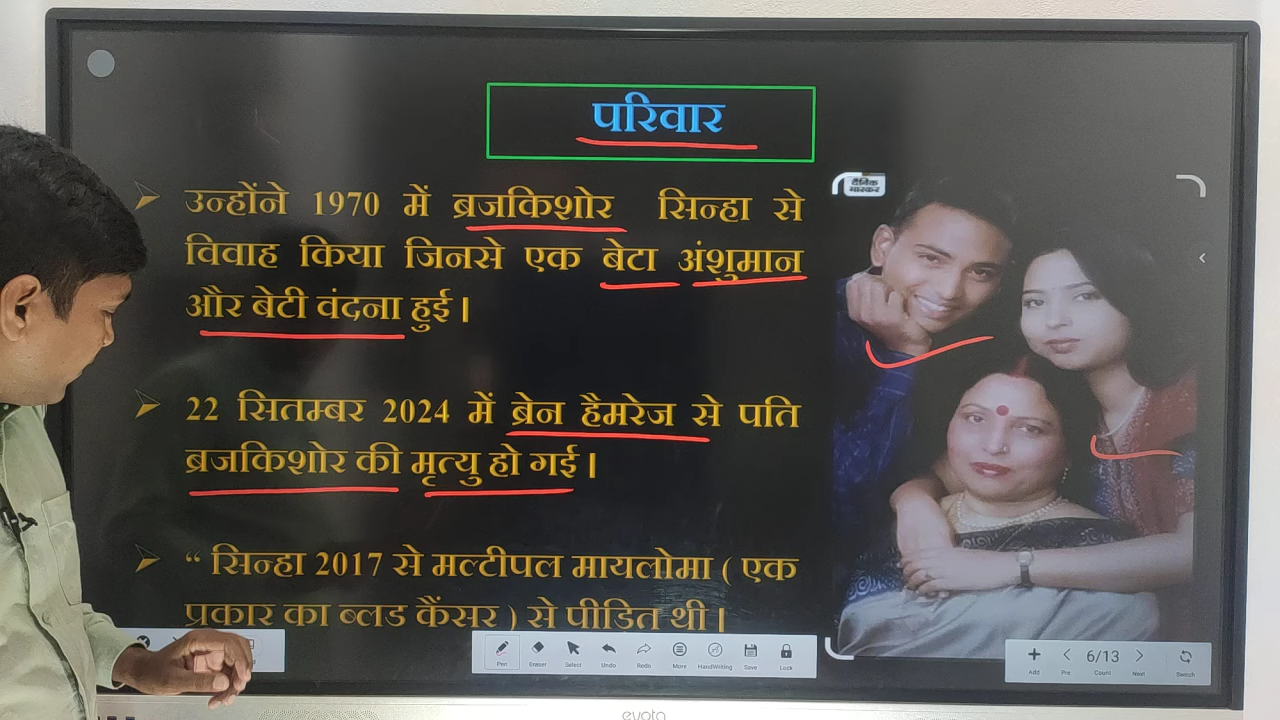 परिवार
दैनिक
भास्कर
उन्होंने 1970 में ब्रजकिशोर सिन्हा से
विवाह किया जिनसे एक बेटा अंशुमान
और बेटी वंदना हुई।
22 सितम्बर 2024 में ब्रेन हैमरेज से पति
ब्रजकिशोर की मृत्यु हो गई।
“ सिन्हा 2017 से मल्टीपल मायलोमा ( एक
प्रकार का ब्लड कैंसर ) से पीड़ित थी।
Pen Eraser Select Undo Redo More HandWriting Save Lock
6/13
Add Pre Count Next Switch
evota